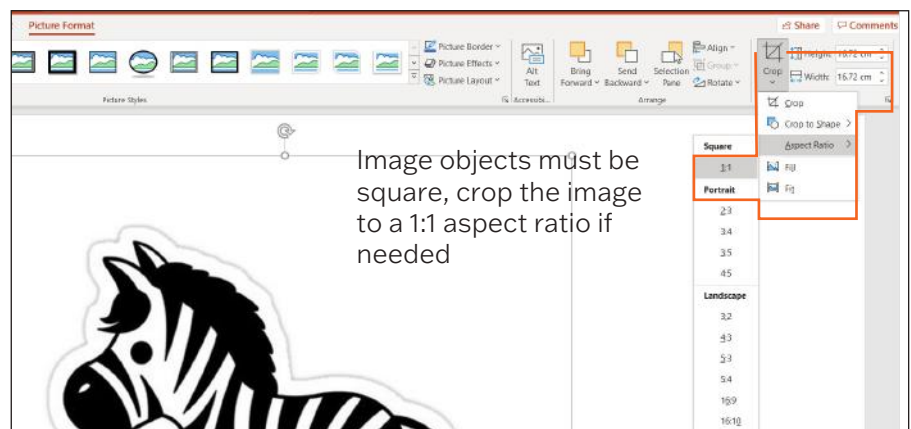 Picture Format
Share
Comments
Picture Border
Picture Effects
Picture Layout
Alt
Text
Bring
Forward
Send
Backward
Selection
Pane
Align
Group
Rotate
Crop
Height: 16.72 cm
Width: 16.72 cm
Picture Styles
Accessib...
Arrange
Crop
Crop to Shape
Aspect Ratio
Fill
Fit
Image objects must be
square, crop the image
to a 1:1 aspect ratio if
needed
Square
1:1
Portrait
2:3
3:4
3:5
4:5
Landscape
3:2
4:3
5:3
5:4
16:9
16:10